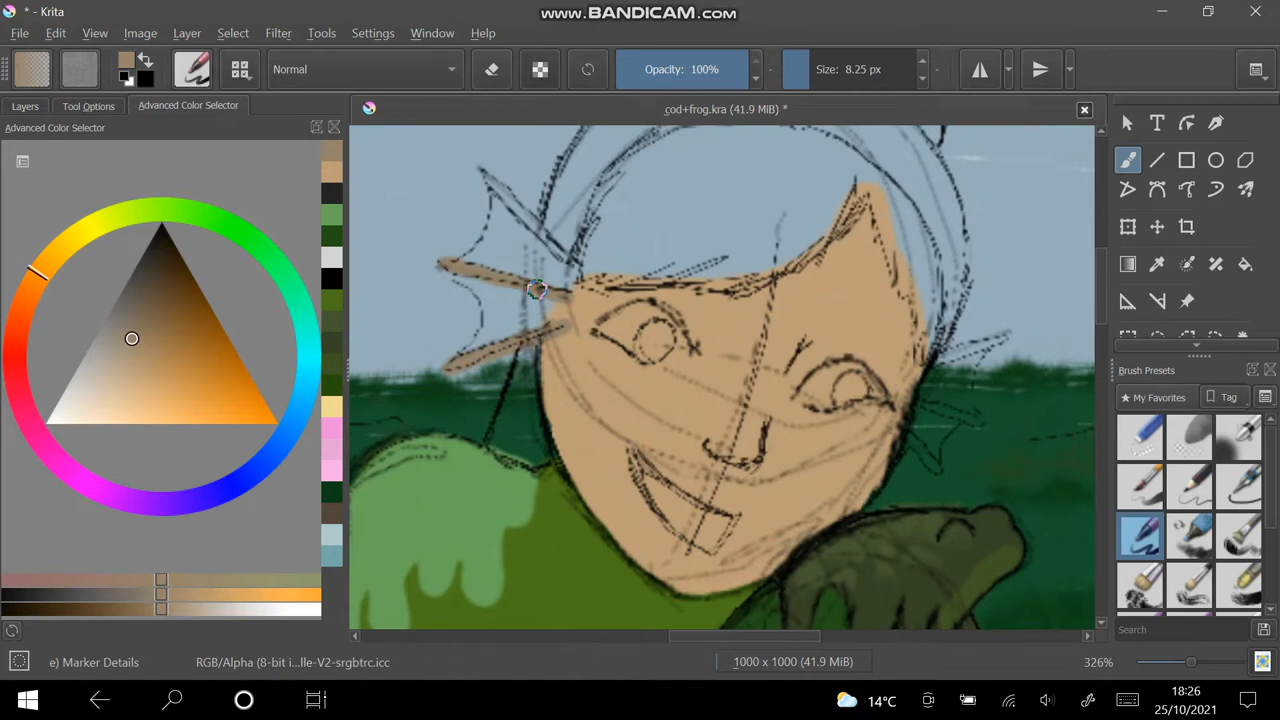 * - Krita
www.BANDICAM.com
File Edit View Image Layer Select Filter Tools Settings Window Help
Normal
Opacity: 100%
Size: 8.25 px
Layers
Tool Options
Advanced Color Selector
cod+frog.kra (41.9 MiB) *
Advanced Color Selector
Brush Presets
My Favorites
Tag
Search
e) Marker Details
RGB/Alpha (8-bit i...lle-V2-srgbtrc.icc
1000 x 1000 (41.9 MiB)
326%
14°C
18:26
25/10/2021